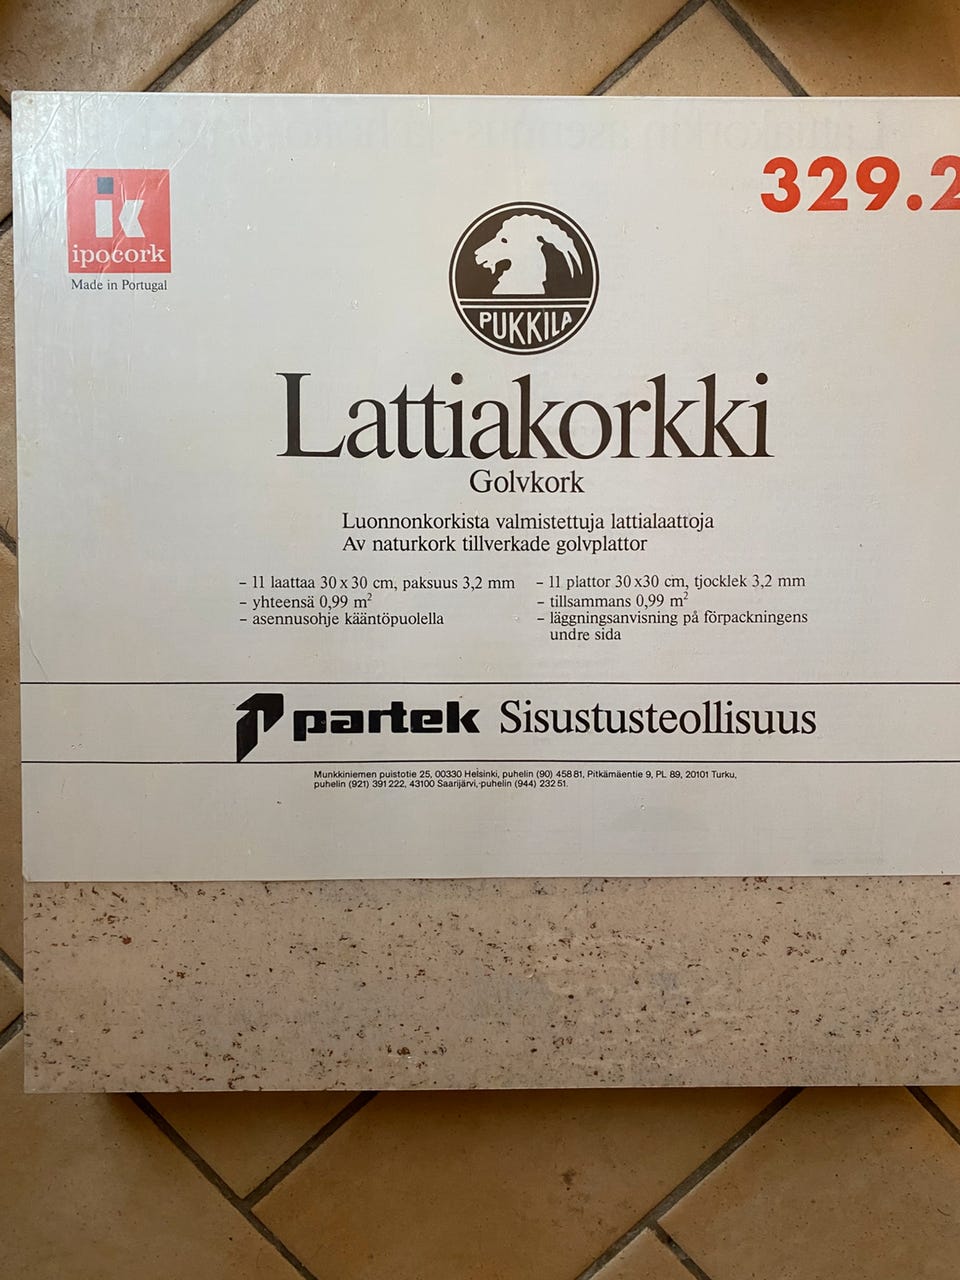 329.2
ik
ipocork
Made in Portugal
PUKKILA
Lattiakorkki
Golvkork
Luonnonkorkista valmistettuja lattialaattoja
Av naturkork tillverkade golvplattor
– 11 laattaa 30 x 30 cm, paksuus 3,2 mm
– yhteensä 0,99 m²
– asennusohje kääntöpuolella
– 11 plattor 30x30 cm, tjocklek 3,2 mm
– tillsammans 0,99 m²
– läggningsanvisning på förpackningens
undre sida
partek Sisustusteollisuus
Munkkiniemen puistotie 25, 00330 Helsinki, puhelin (90) 458 81, Pitkämäentie 9, PL 89, 20101 Turku,
puhelin (921) 391 222, 43100 Saarijärvi, puhelin (944) 232 51.